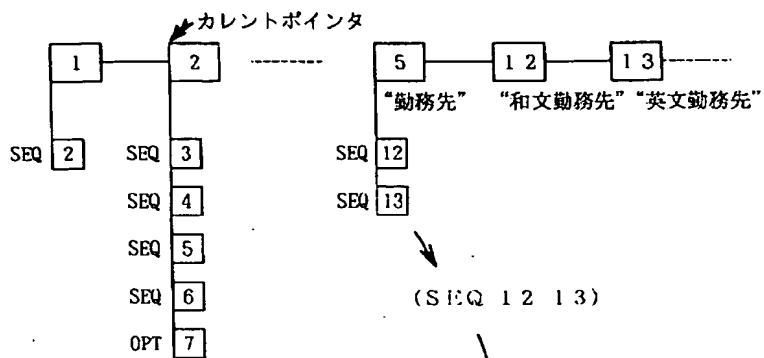 カレントポインタ
1 2 5 12 13
"勤務先" "和文勤務先" "英文勤務先"
SEQ 2 SEQ 3 SEQ 12
SEQ 4 SEQ 13
SEQ 5
SEQ 6 (SEQ 12 13)
OPT 7